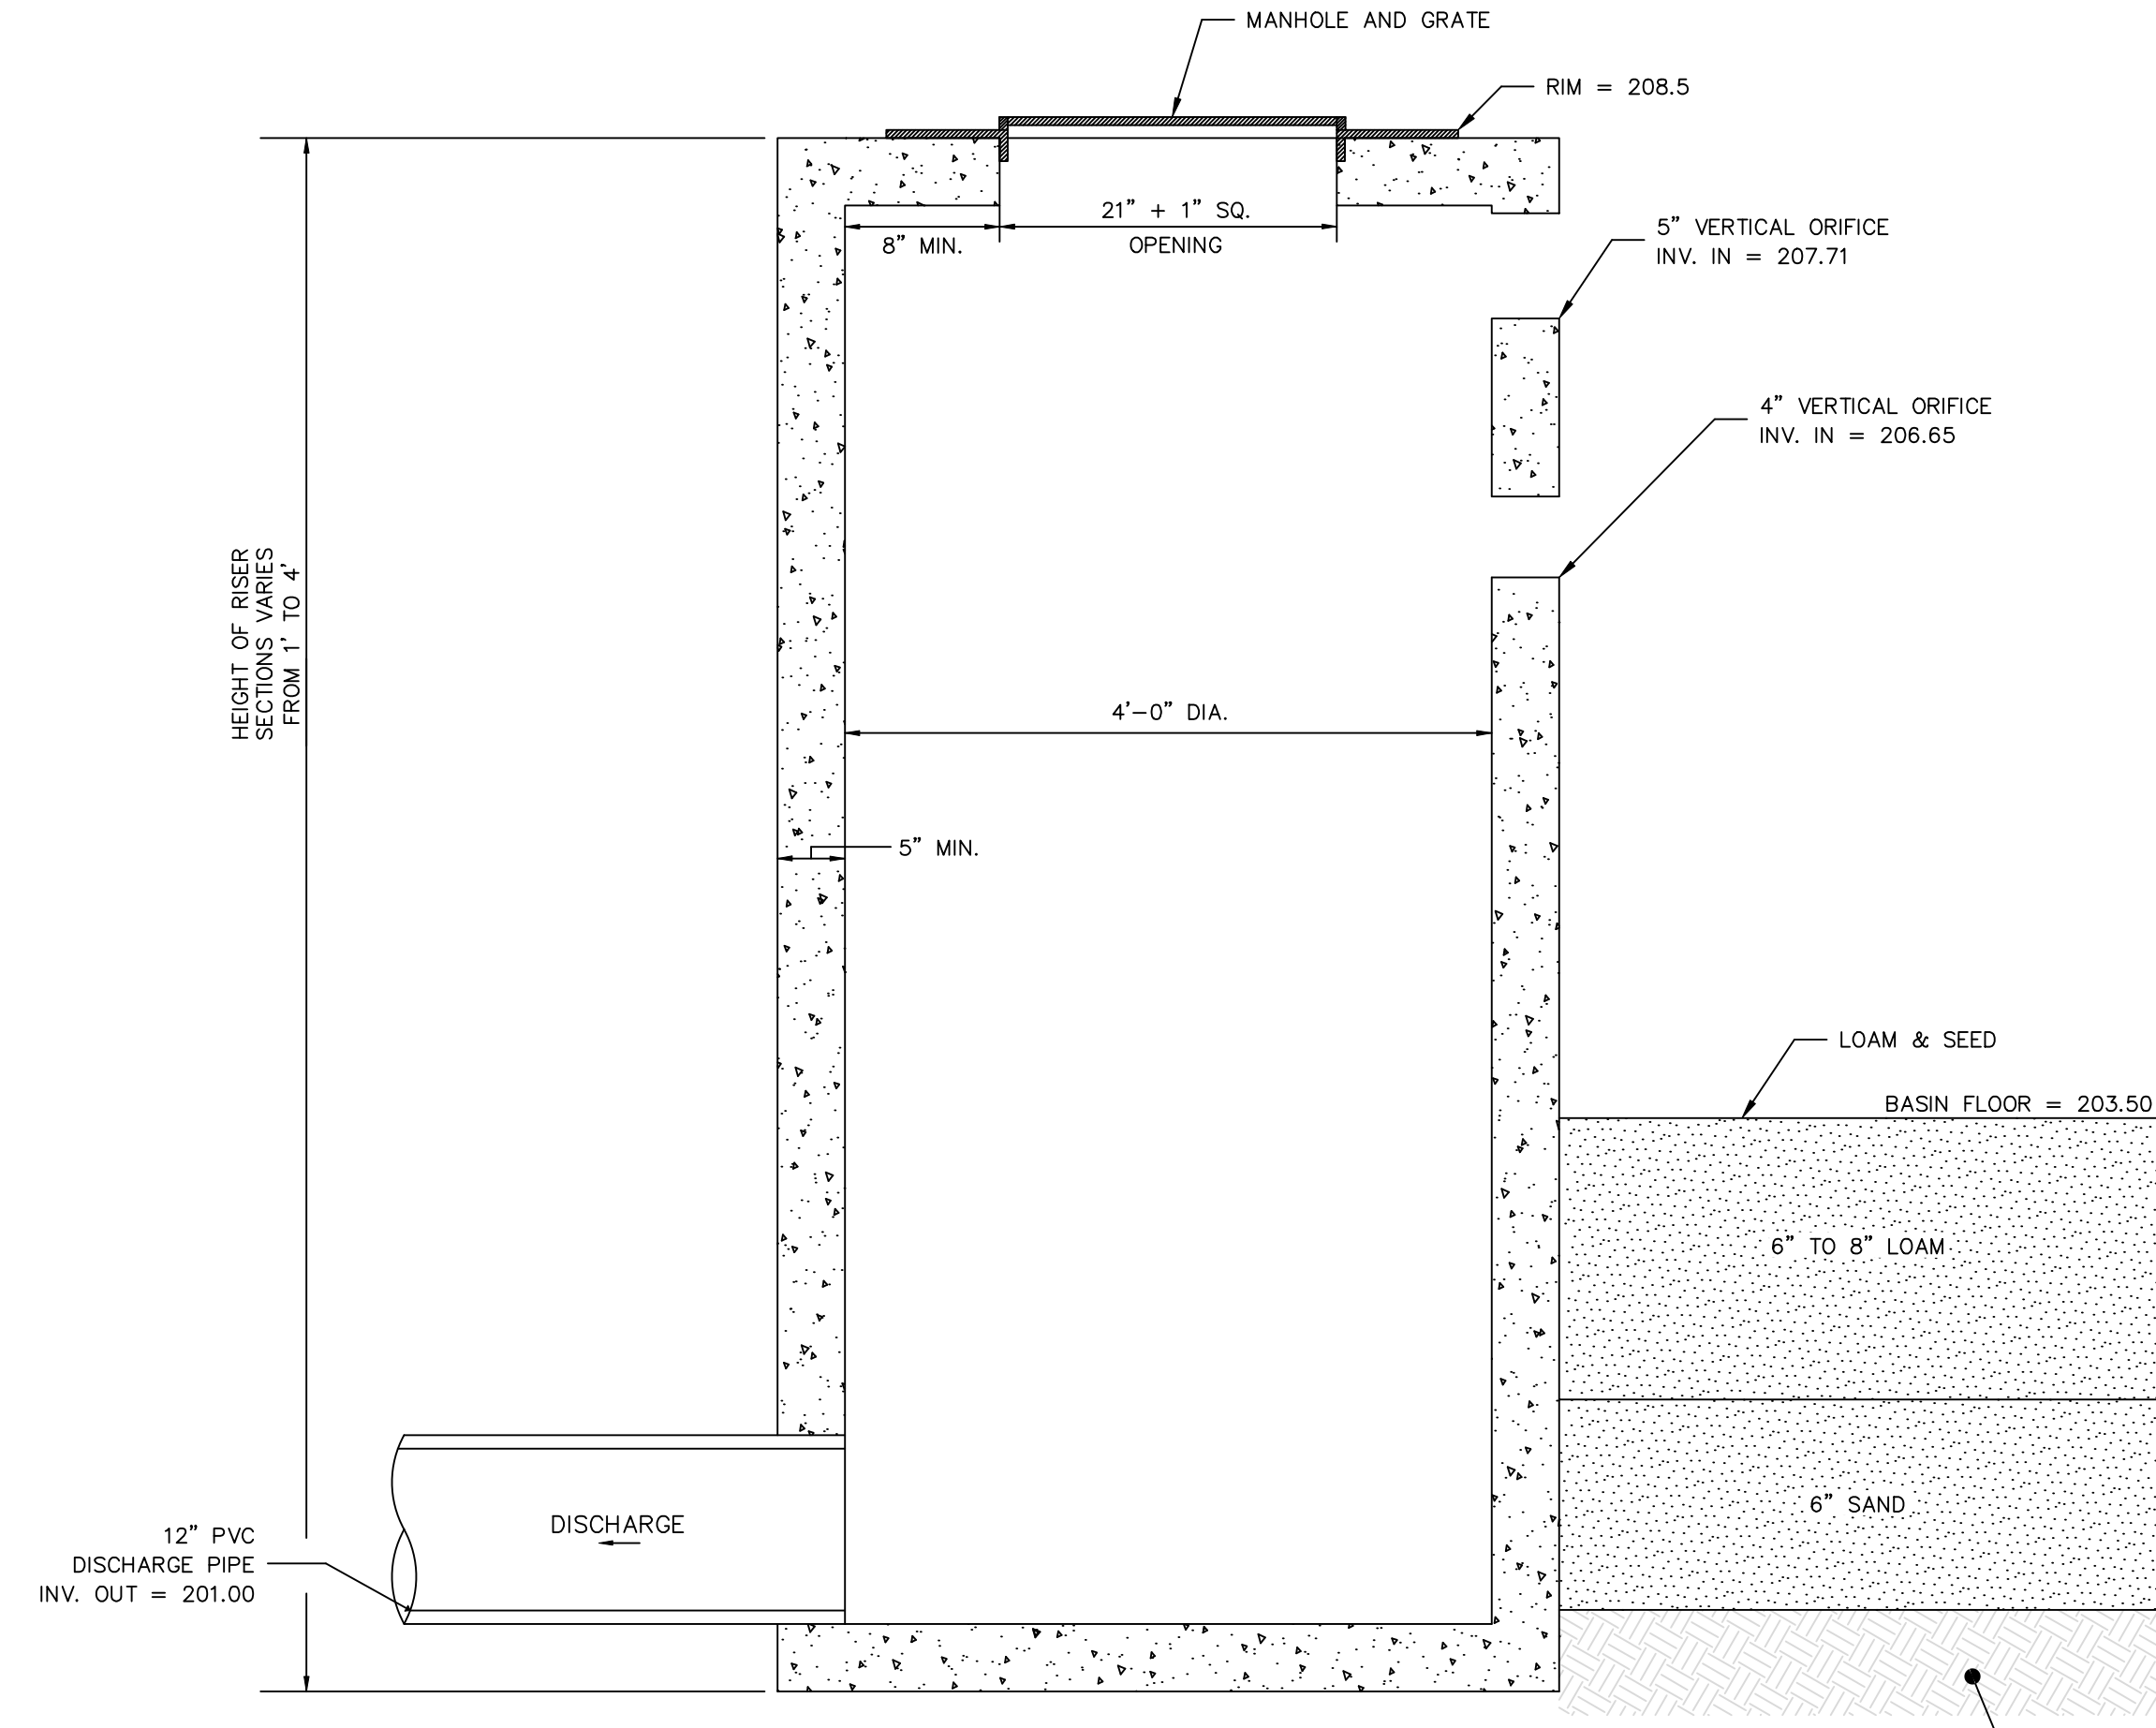 MANHOLE AND GRATE
RIM = 208.5
21” + 1” SQ.
OPENING
8” MIN.
5” VERTICAL ORIFICE
INV. IN = 207.71
4” VERTICAL ORIFICE
INV. IN = 206.65
HEIGHT OF RISER
SECTIONS VARIES
FROM 1’ TO 4’
4’-0” DIA.
5” MIN.
LOAM & SEED
BASIN FLOOR = 203.50
6” TO 8” LOAM
6” SAND
DISCHARGE
12” PVC
DISCHARGE PIPE
INV. OUT = 201.00